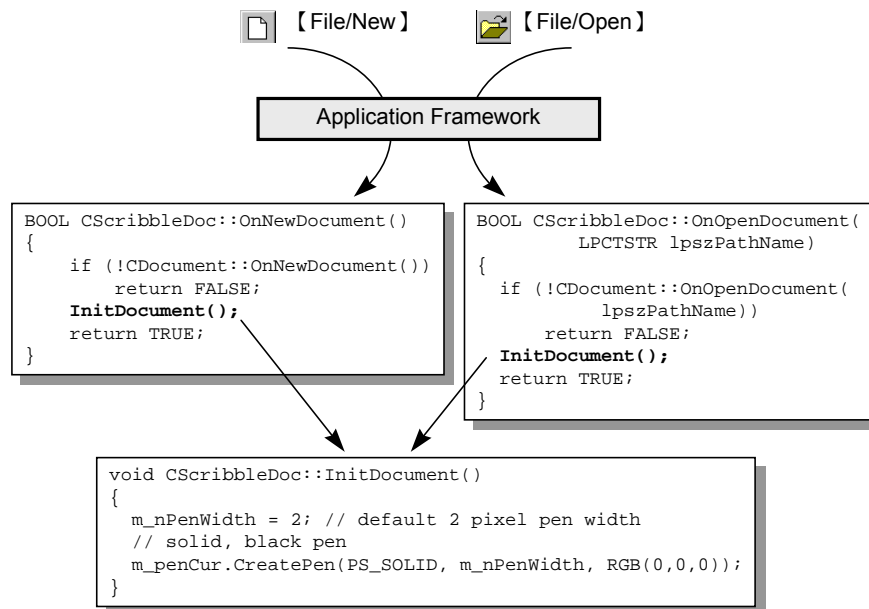 【File/New】
【File/Open】
Application Framework
BOOL CScribbleDoc::OnNewDocument()
{
    if (!CDocument::OnNewDocument())
        return FALSE;
    InitDocument();
    return TRUE;
}
BOOL CScribbleDoc::OnOpenDocument(
        LPCTSTR lpszPathName)
{
  if (!CDocument::OnOpenDocument(
          lpszPathName))
      return FALSE;
  InitDocument();
  return TRUE;
}
void CScribbleDoc::InitDocument()
{
  m_nPenWidth = 2; // default 2 pixel pen width
  // solid, black pen
  m_penCur.CreatePen(PS_SOLID, m_nPenWidth, RGB(0,0,0));
}